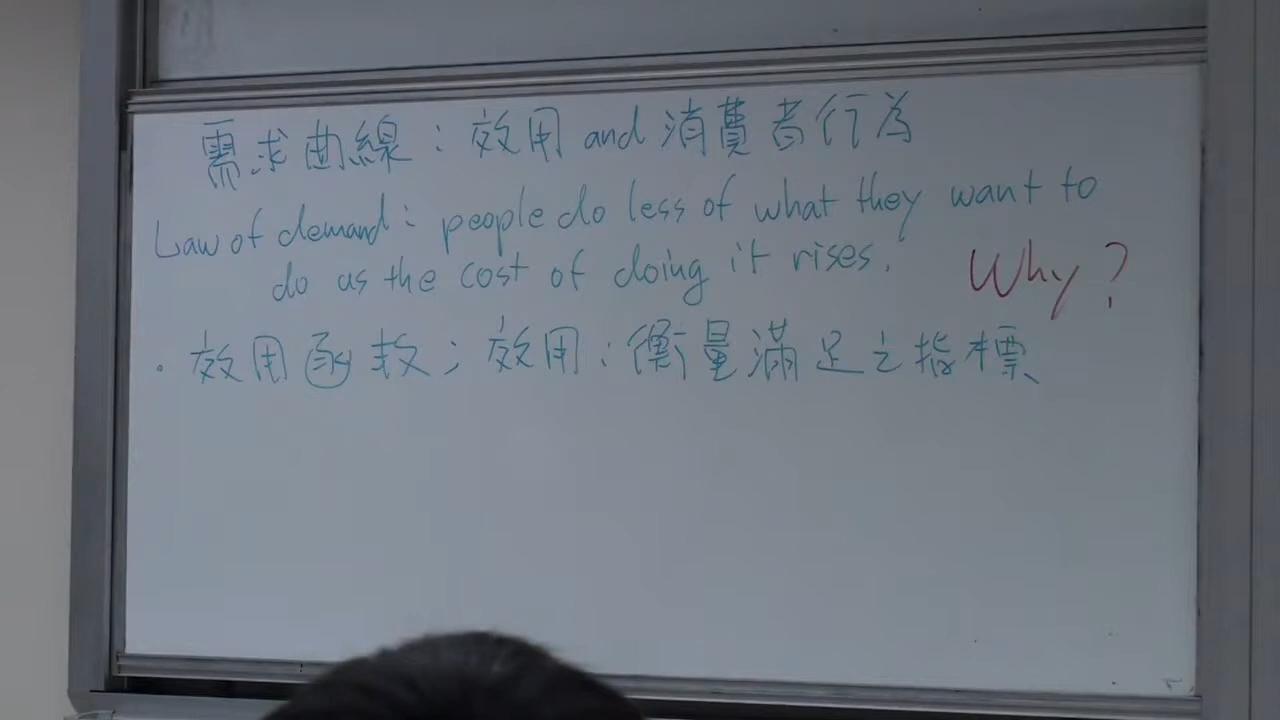 需求曲線：效用 and 消費者行為
Law of demand: people do less of what they want to
do as the cost of doing it rises. Why?
· 效用函数；效用：衡量滿足之指標